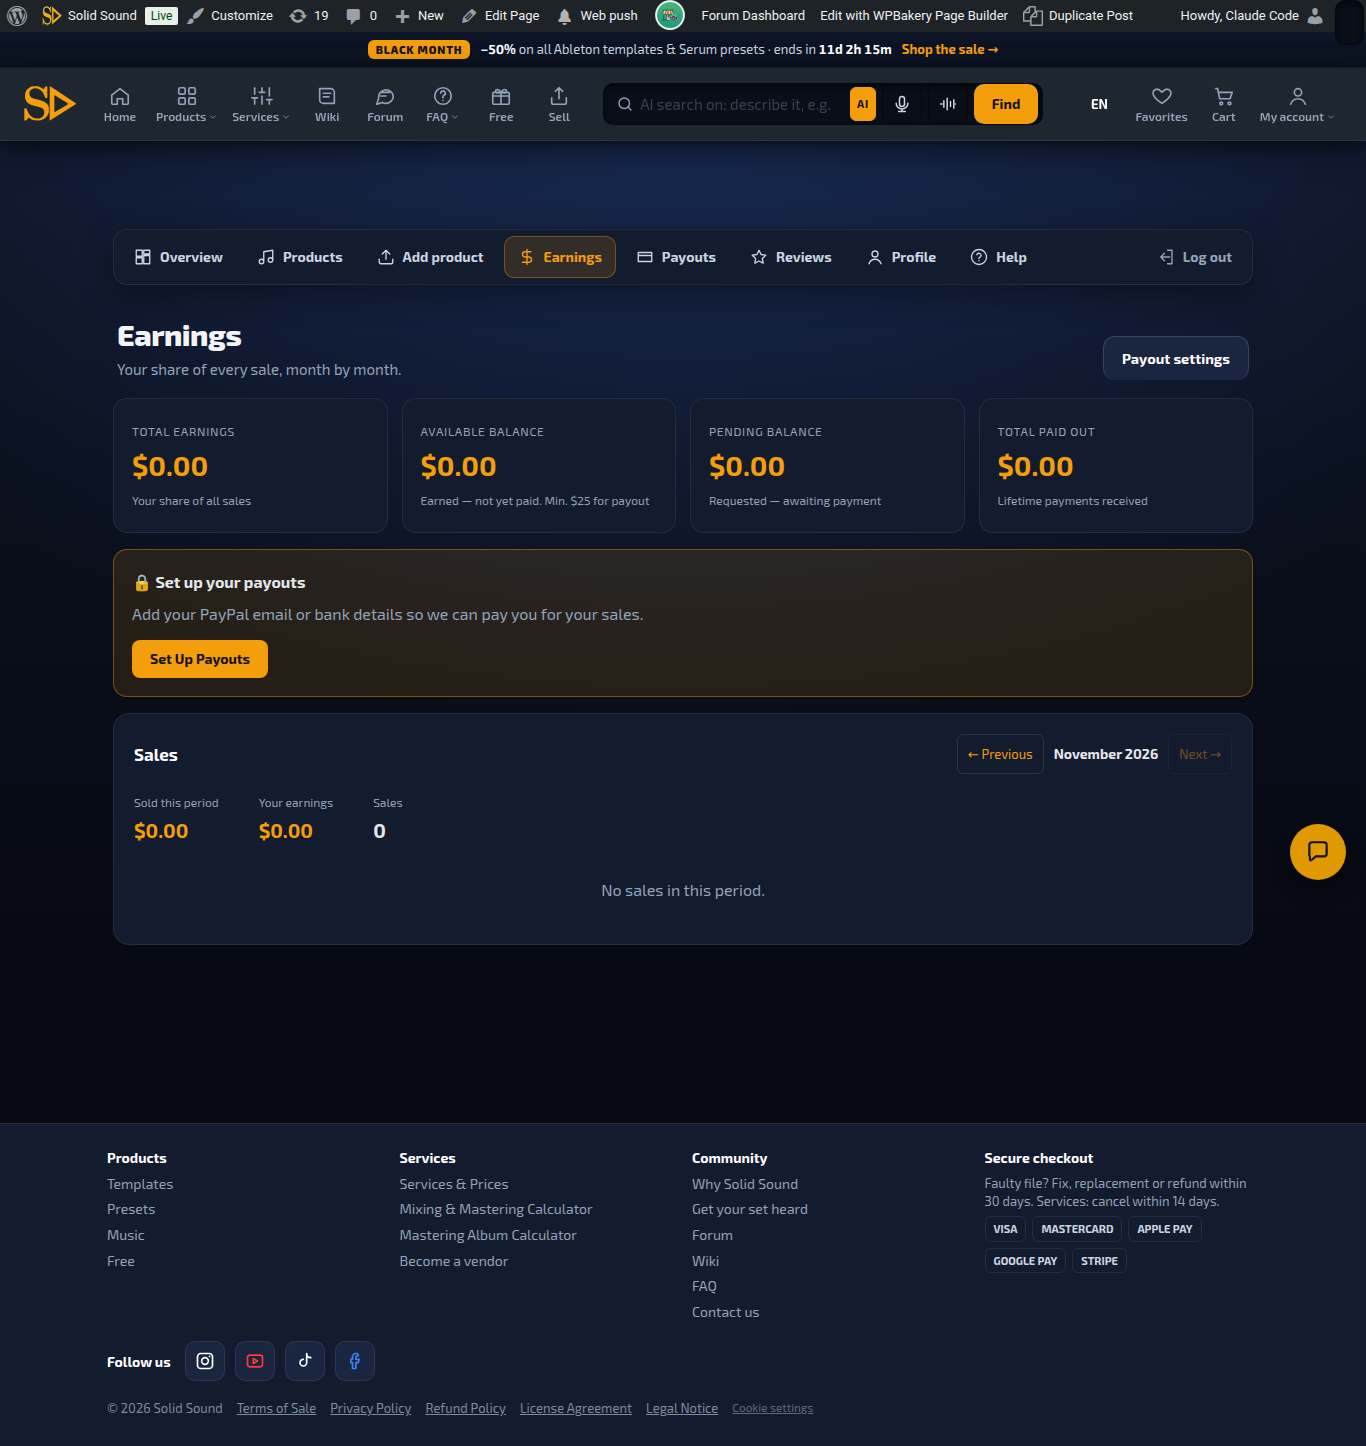 Solid Sound Live Customize 19 0 New Edit Page Web push Forum Dashboard Edit with WPBakery Page Builder Duplicate Post Howdy, Claude Code
BLACK MONTH −50% on all Ableton templates & Serum presets · ends in 11d 2h 15m Shop the sale →
Home Products Services Wiki Forum FAQ Free Sell AI search on: describe it, e.g. AI Find EN Favorites Cart My account
Overview Products Add product Earnings Payouts Reviews Profile Help Log out
Earnings
Your share of every sale, month by month.
Payout settings
TOTAL EARNINGS
$0.00
Your share of all sales
AVAILABLE BALANCE
$0.00
Earned — not yet paid. Min. $25 for payout
PENDING BALANCE
$0.00
Requested — awaiting payment
TOTAL PAID OUT
$0.00
Lifetime payments received
Set up your payouts
Add your PayPal email or bank details so we can pay you for your sales.
Set Up Payouts
Sales
← Previous November 2026 Next →
Sold this period Your earnings Sales
$0.00 $0.00 0
No sales in this period.
Products
Templates
Presets
Music
Free
Services
Services & Prices
Mixing & Mastering Calculator
Mastering Album Calculator
Become a vendor
Community
Why Solid Sound
Get your set heard
Forum
Wiki
FAQ
Contact us
Secure checkout
Faulty file? Fix, replacement or refund within
30 days. Services: cancel within 14 days.
VISA MASTERCARD APPLE PAY
GOOGLE PAY STRIPE
Follow us
© 2026 Solid Sound Terms of Sale Privacy Policy Refund Policy License Agreement Legal Notice Cookie settings